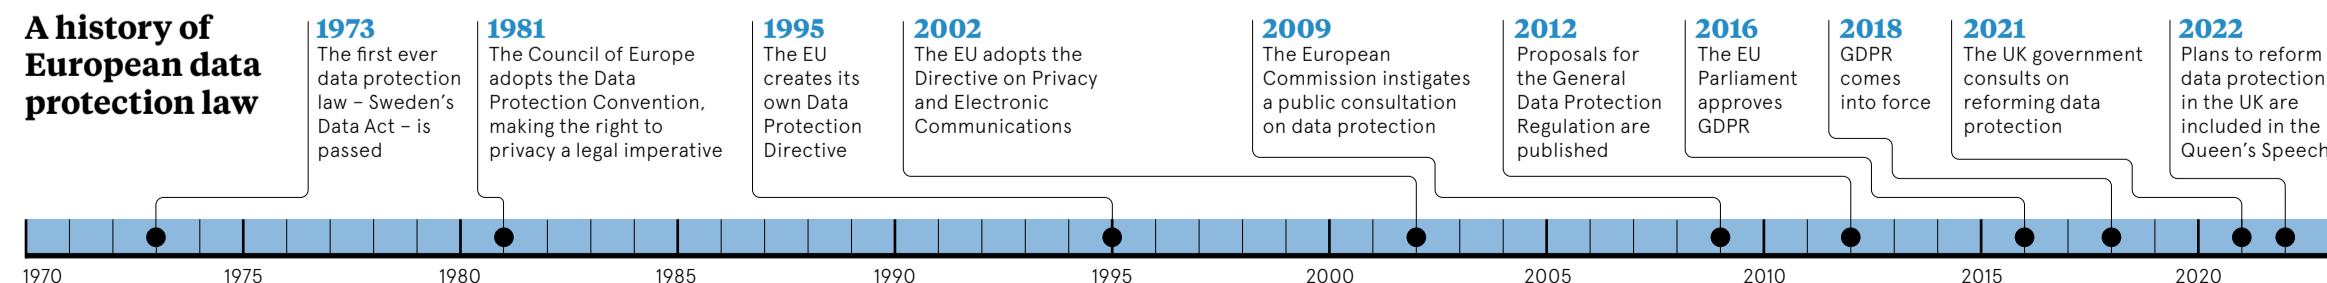 A history of
European data
protection law
1973
The first ever
data protection
law – Sweden's
Data Act – is
passed
1981
The Council of Europe
adopts the Data
Protection Convention,
making the right to
privacy a legal imperative
1995
The EU
creates its
own Data
Protection
Directive
2002
The EU adopts the
Directive on Privacy
and Electronic
Communications
2009
The European
Commission instigates
a public consultation
on data protection
2012
Proposals for
the General
Data Protection
Regulation are
published
2016
The EU
Parliament
approves
GDPR
2018
GDPR
comes
into force
2021
The UK government
consults on
reforming data
protection
2022
Plans to reform
data protection
in the UK are
included in the
Queen's Speech
1970 1975 1980 1985 1990 1995 2000 2005 2010 2015 2020